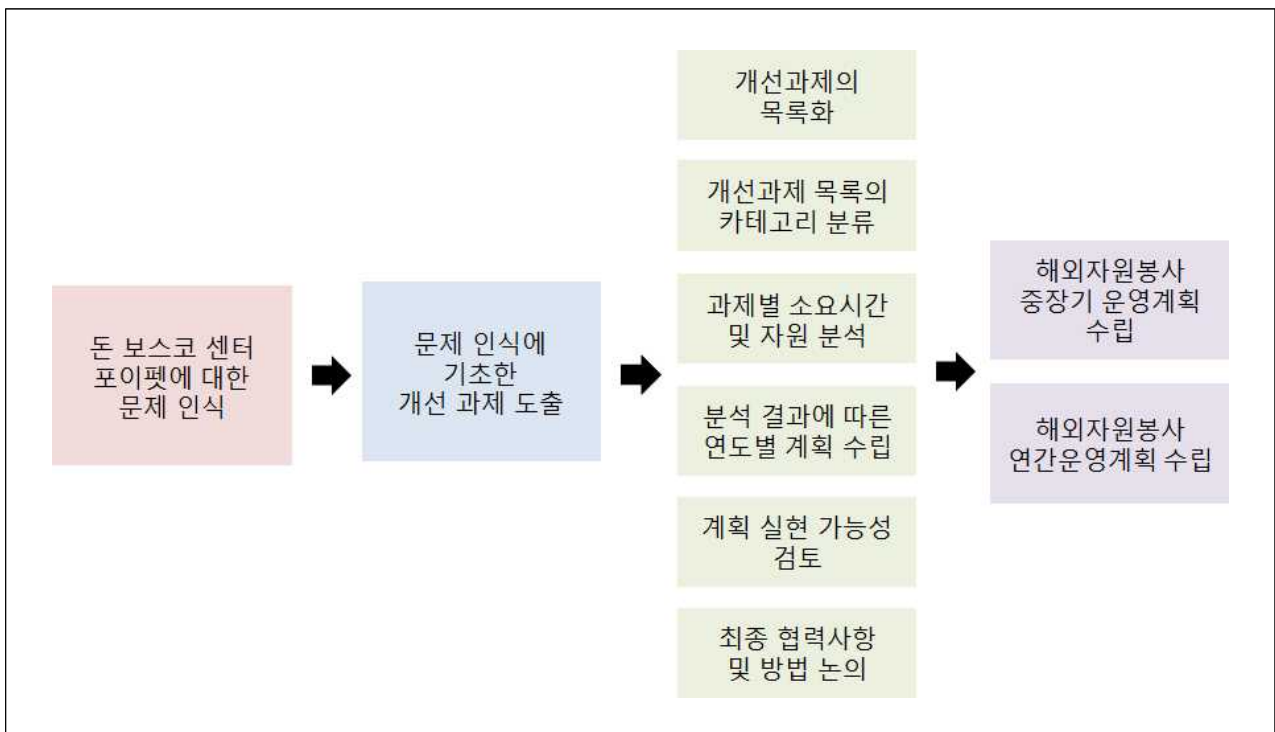 돈 보스코 센터
포이펫에 대한
문제 인식
문제 인식에
기초한
개선 과제 도출
개선과제의
목록화
개선과제 목록의
카테고리 분류
과제별 소요시간
및 자원 분석
분석 결과에 따른
연도별 계획 수립
계획 실현 가능성
검토
최종 협력사항
및 방법 논의
해외자원봉사
중장기 운영계획
수립
해외자원봉사
연간운영계획 수립